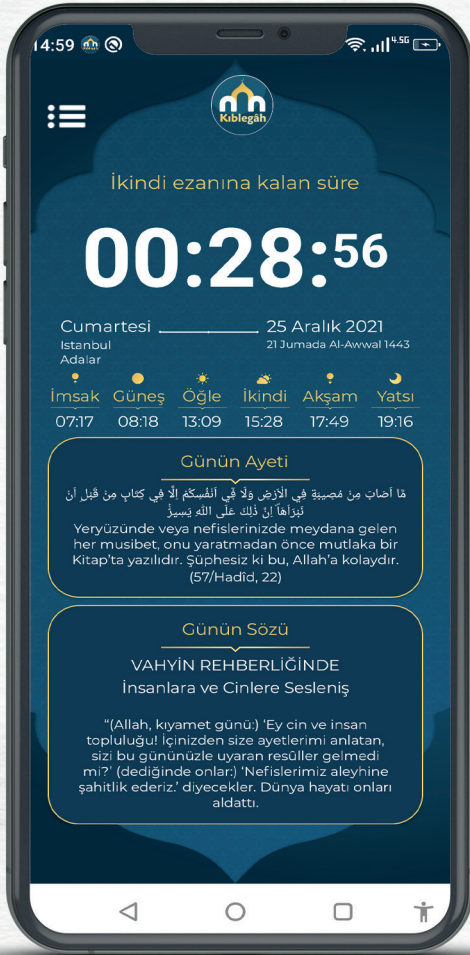 14:59
4.5G
Kıblegâh
İkindi ezanına kalan süre
00:28:56
Cumartesi 25 Aralık 2021
Istanbul 21 Jumada Al-Awwal 1443
Adalar
İmsak Güneş Öğle İkindi Akşam Yatsı
07:17 08:18 13:09 15:28 17:49 19:16
Günün Ayeti
مَٓا اَصَابَ مِنْ مُص۪يبَةٍ فِي الْاَرْضِ وَلَا ف۪ٓي اَنْفُسِكُمْ اِلَّا ف۪ي كِتَابٍ مِنْ قَبْلِ اَنْ
نَبْرَاَهَاۜ اِنَّ ذٰلِكَ عَلَى اللّٰهِ يَس۪يرٌۚ
Yeryüzünde veya nefislerinizde meydana gelen
her musibet, onu yaratmadan önce mutlaka bir
Kitap’ta yazılıdır. Şüphesiz ki bu, Allah’a kolaydır.
(57/Hadîd, 22)
Günün Sözü
VAHYİN REHBERLİĞİNDE
İnsanlara ve Cinlere Sesleniş
“(Allah, kıyamet günü:) ‘Ey cin ve insan
topluluğu! İçinizden size ayetlerimi anlatan,
sizi bu gününüzle uyaran resûller gelmedi
mi?’ (dediğinde onlar:) ‘Nefislerimiz aleyhine
şahitlik ederiz.’ diyecekler. Dünya hayatı onları
aldattı.